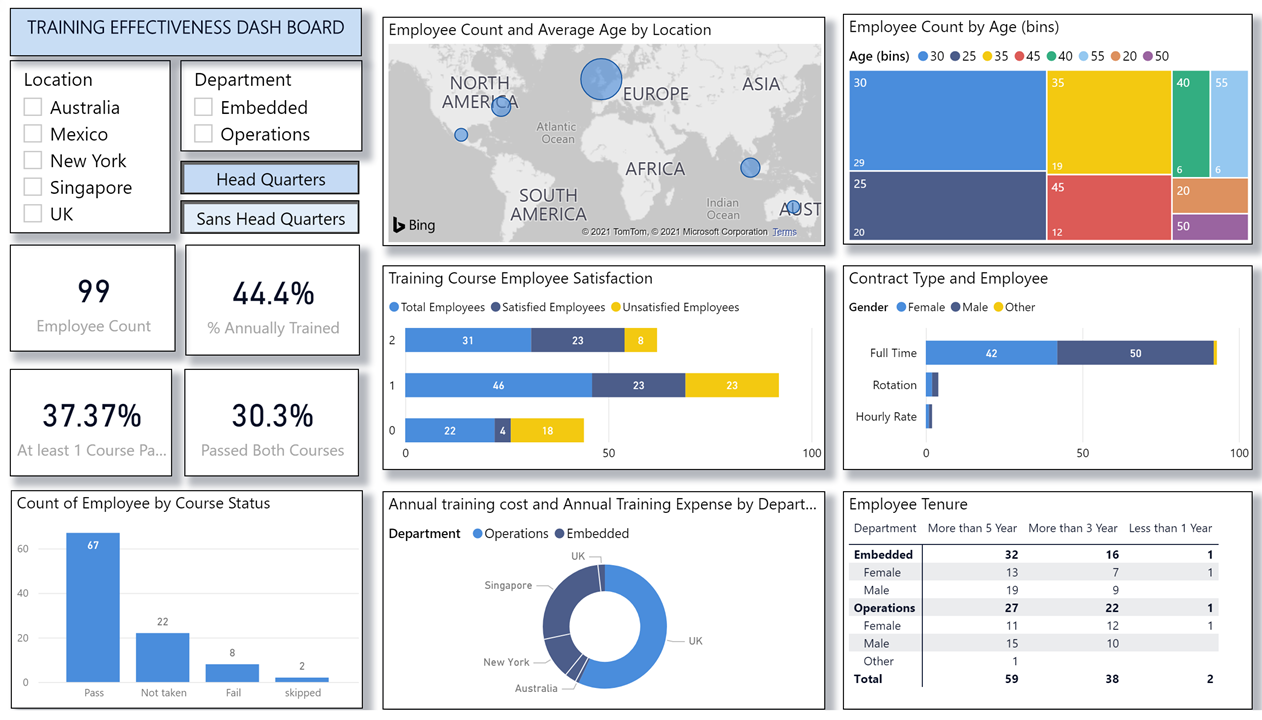 TRAINING EFFECTIVENESS DASH BOARD
Location
Australia
Mexico
New York
Singapore
UK
Department
Embedded
Operations
Head Quarters
Sans Head Quarters
99
Employee Count
44.4%
% Annually Trained
37.37%
At least 1 Course Pa...
30.3%
Passed Both Courses
Count of Employee by Course Status
60
40
20
0
67
22
8
2
Pass
Not taken
Fail
skipped
Employee Count and Average Age by Location
NORTH
AMERICA
EUROPE
ASIA
Atlantic
Ocean
AFRICA
SOUTH
AMERICA
Indian
Ocean
AUST
Bing
© 2021 TomTom, © 2021 Microsoft Corporation Terms
Training Course Employee Satisfaction
Total Employees Satisfied Employees Unsatisfied Employees
2 31 23 8
1 46 23 23
0 22 4 18
0 50 100
Annual training cost and Annual Training Expense by Depart...
Department Operations Embedded
UK
Singapore
UK
New York
Australia
Employee Count by Age (bins)
Age (bins) 30 25 35 45 40 55 20 50
30
29
25
20
35
19
45
12
40
6
55
6
20
50
Contract Type and Employee
Gender Female Male Other
Full Time 42 50
Rotation
Hourly Rate
0 50 100
Employee Tenure
Department More than 5 Year More than 3 Year Less than 1 Year
Embedded 32 16 1
Female 13 7 1
Male 19 9
Operations 27 22 1
Female 11 12 1
Male 15 10
Other 1
Total 59 38 2